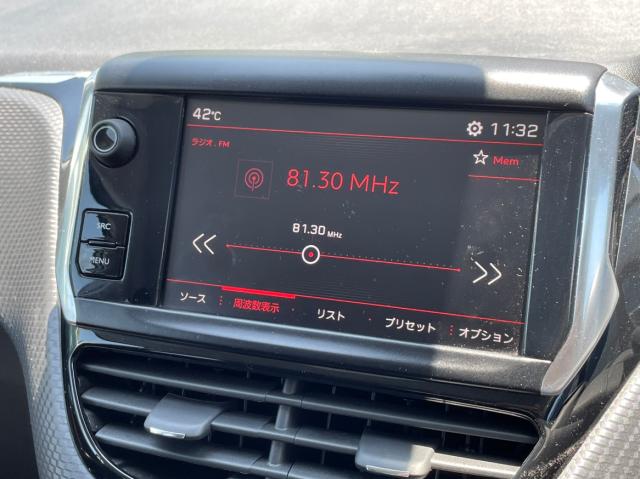 42°C
11:32
ラジオ . FM
Mem
81.30 MHz
81.30 MHz
SRC
MENU
ソース
周波数表示
リスト
プリセット
オプション